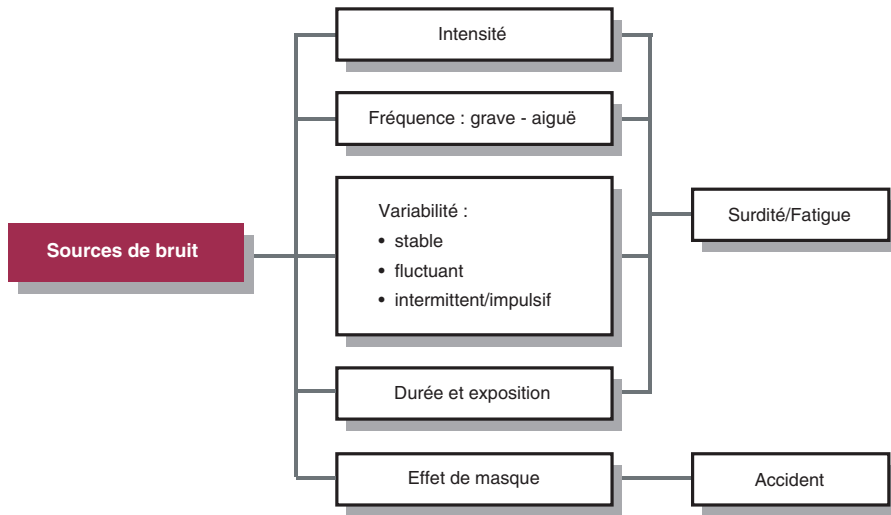 Sources de bruit
Intensité
Fréquence : grave - aiguë
Variabilité :
• stable
• fluctuant
• intermittent/impulsif
Durée et exposition
Effet de masque
Surdité/Fatigue
Accident